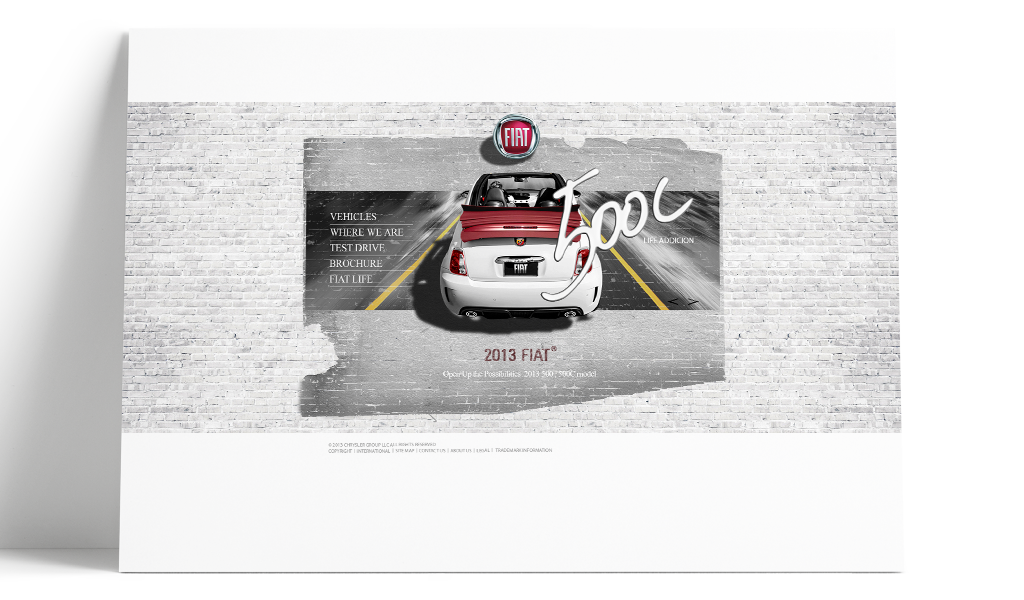 FIAT
500C
LIFE ADDICION
VEHICLES
WHERE WE ARE
TEST DRIVE
BROCHURE
FIAT LIFE
FIAT
< >
2013 FIAT®
Open Up the Possibilities 2013 500 | 500C model
© 2013 CHRYSLER GROUP LLC All RIGHTS RESERVED
COPYRIGHT | INTERNATIONAL | SITE MAP | CONTACT US | ABOUT US | LEGAL | TRADEMARK INFORMATION